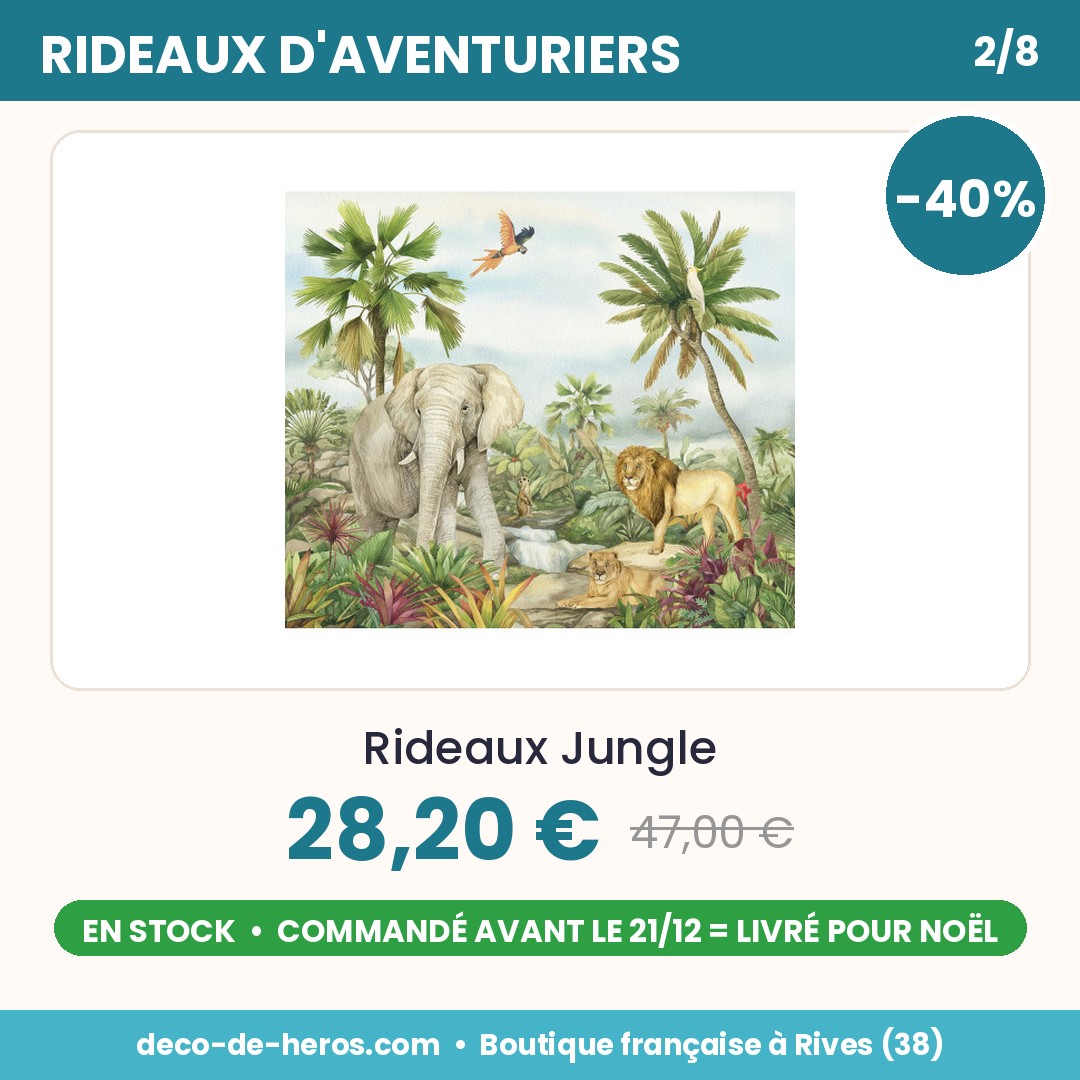 RIDEAUX D'AVENTURIERS 2/8
-40%
Rideaux Jungle
28,20 € 47,00 €
EN STOCK • COMMANDÉ AVANT LE 21/12 = LIVRÉ POUR NOËL
deco-de-heros.com • Boutique française à Rives (38)